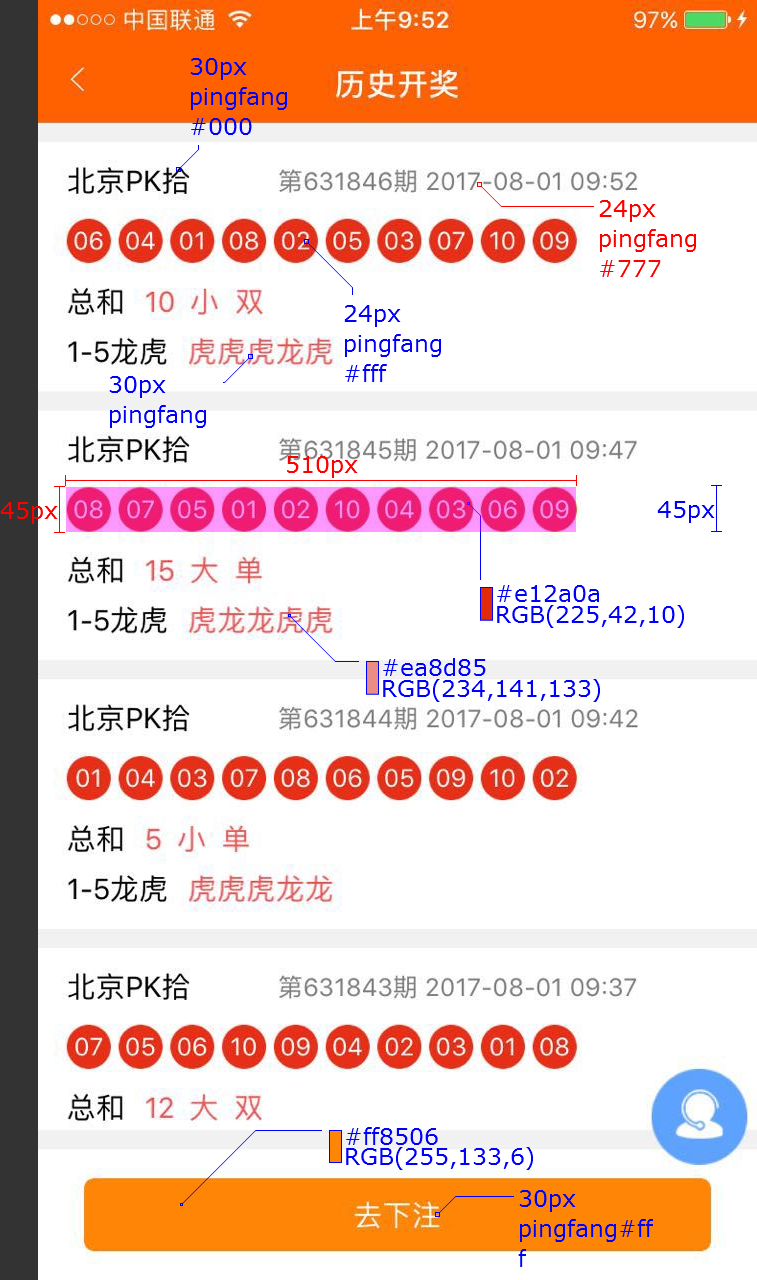 中国联通 上午9:52 97%
历史开奖
30px
pingfang
#000
北京PK拾 第631846期 2017-08-01 09:52
24px
pingfang
#777
06 04 01 08 02 05 03 07 10 09
总和 10 小 双
24px
pingfang
#fff
1-5龙虎 虎虎虎龙虎
30px
pingfang
北京PK拾 第631845期 2017-08-01 09:47
510px
45px
08 07 05 01 02 10 04 03 06 09
45px
总和 15 大 单
#e12a0a
RGB(225,42,10)
1-5龙虎 虎龙龙虎虎
#ea8d85
RGB(234,141,133)
北京PK拾 第631844期 2017-08-01 09:42
01 04 03 07 08 06 05 09 10 02
总和 5 小 单
1-5龙虎 虎虎虎龙龙
北京PK拾 第631843期 2017-08-01 09:37
07 05 06 10 09 04 02 03 01 08
总和 12 大 双
#ff8506
RGB(255,133,6)
去下注
30px
pingfang#ff
f